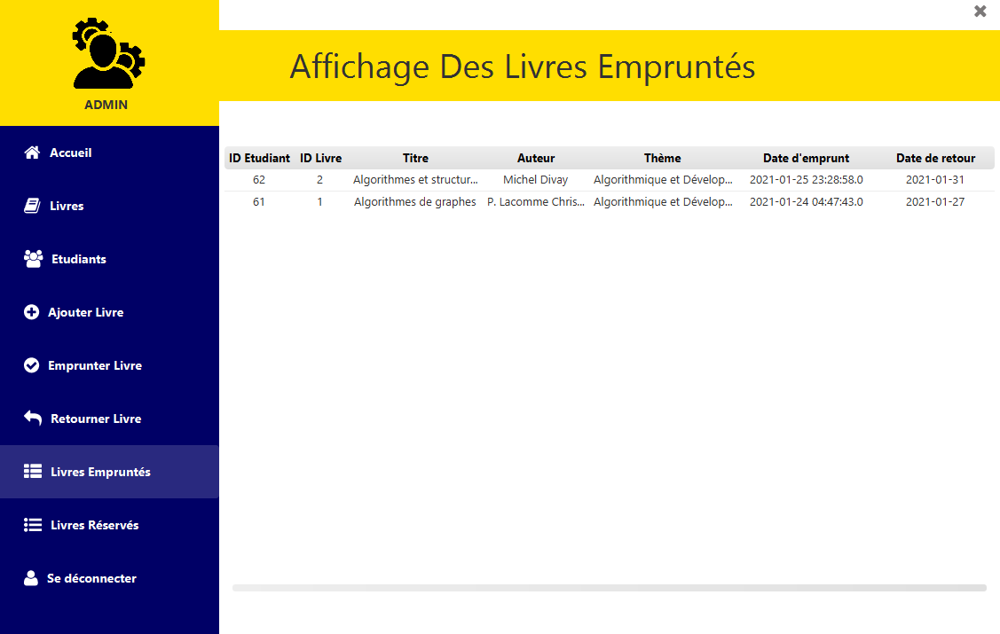 ADMIN
Accueil
Livres
Etudiants
Ajouter Livre
Emprunter Livre
Retourner Livre
Livres Empruntés
Livres Réservés
Se déconnecter
Affichage Des Livres Empruntés
ID Etudiant ID Livre Titre Auteur Thème Date d'emprunt Date de retour
62 2 Algorithmes et structur... Michel Divay Algorithmique et Dévelop... 2021-01-25 23:28:58.0 2021-01-31
61 1 Algorithmes de graphes P. Lacomme Chris... Algorithmique et Dévelop... 2021-01-24 04:47:43.0 2021-01-27